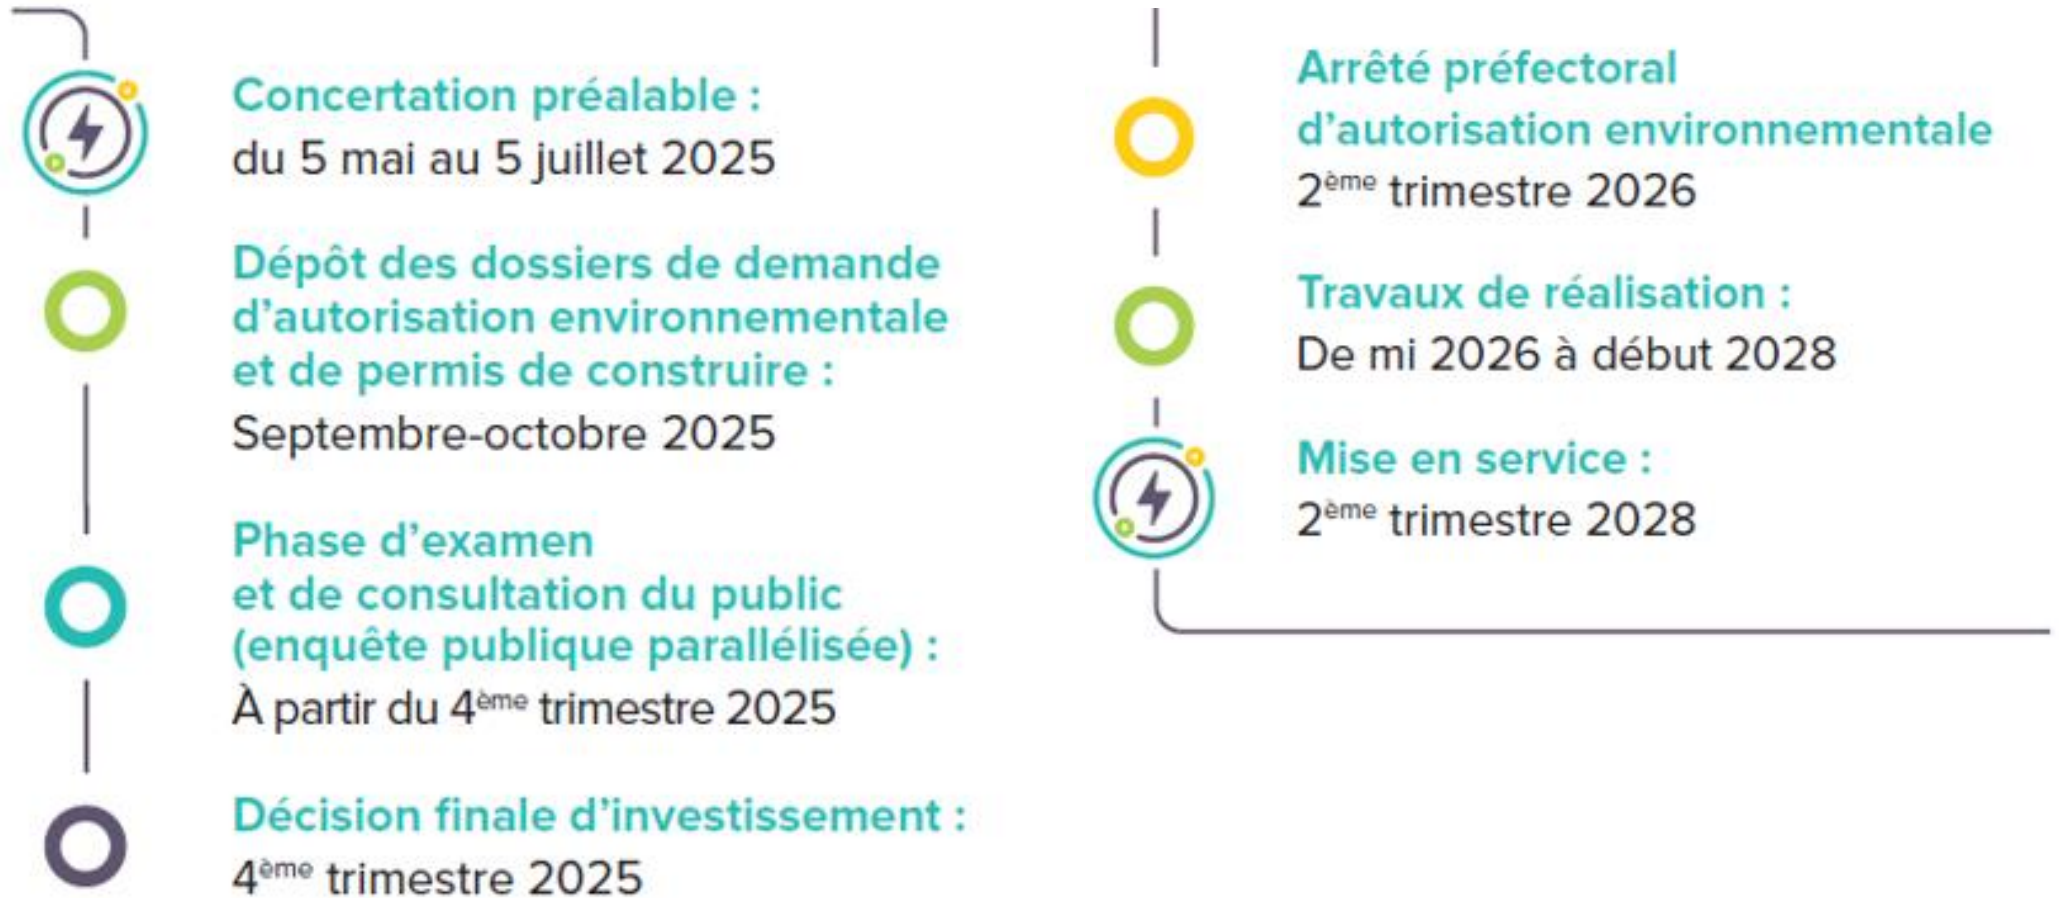 Concertation préalable :
du 5 mai au 5 juillet 2025
Dépôt des dossiers de demande
d’autorisation environnementale
et de permis de construire :
Septembre-octobre 2025
Phase d’examen
et de consultation du public
(enquête publique parallélisée) :
À partir du 4ème trimestre 2025
Décision finale d’investissement :
4ème trimestre 2025
Arrêté préfectoral
d’autorisation environnementale
2ème trimestre 2026
Travaux de réalisation :
De mi 2026 à début 2028
Mise en service :
2ème trimestre 2028